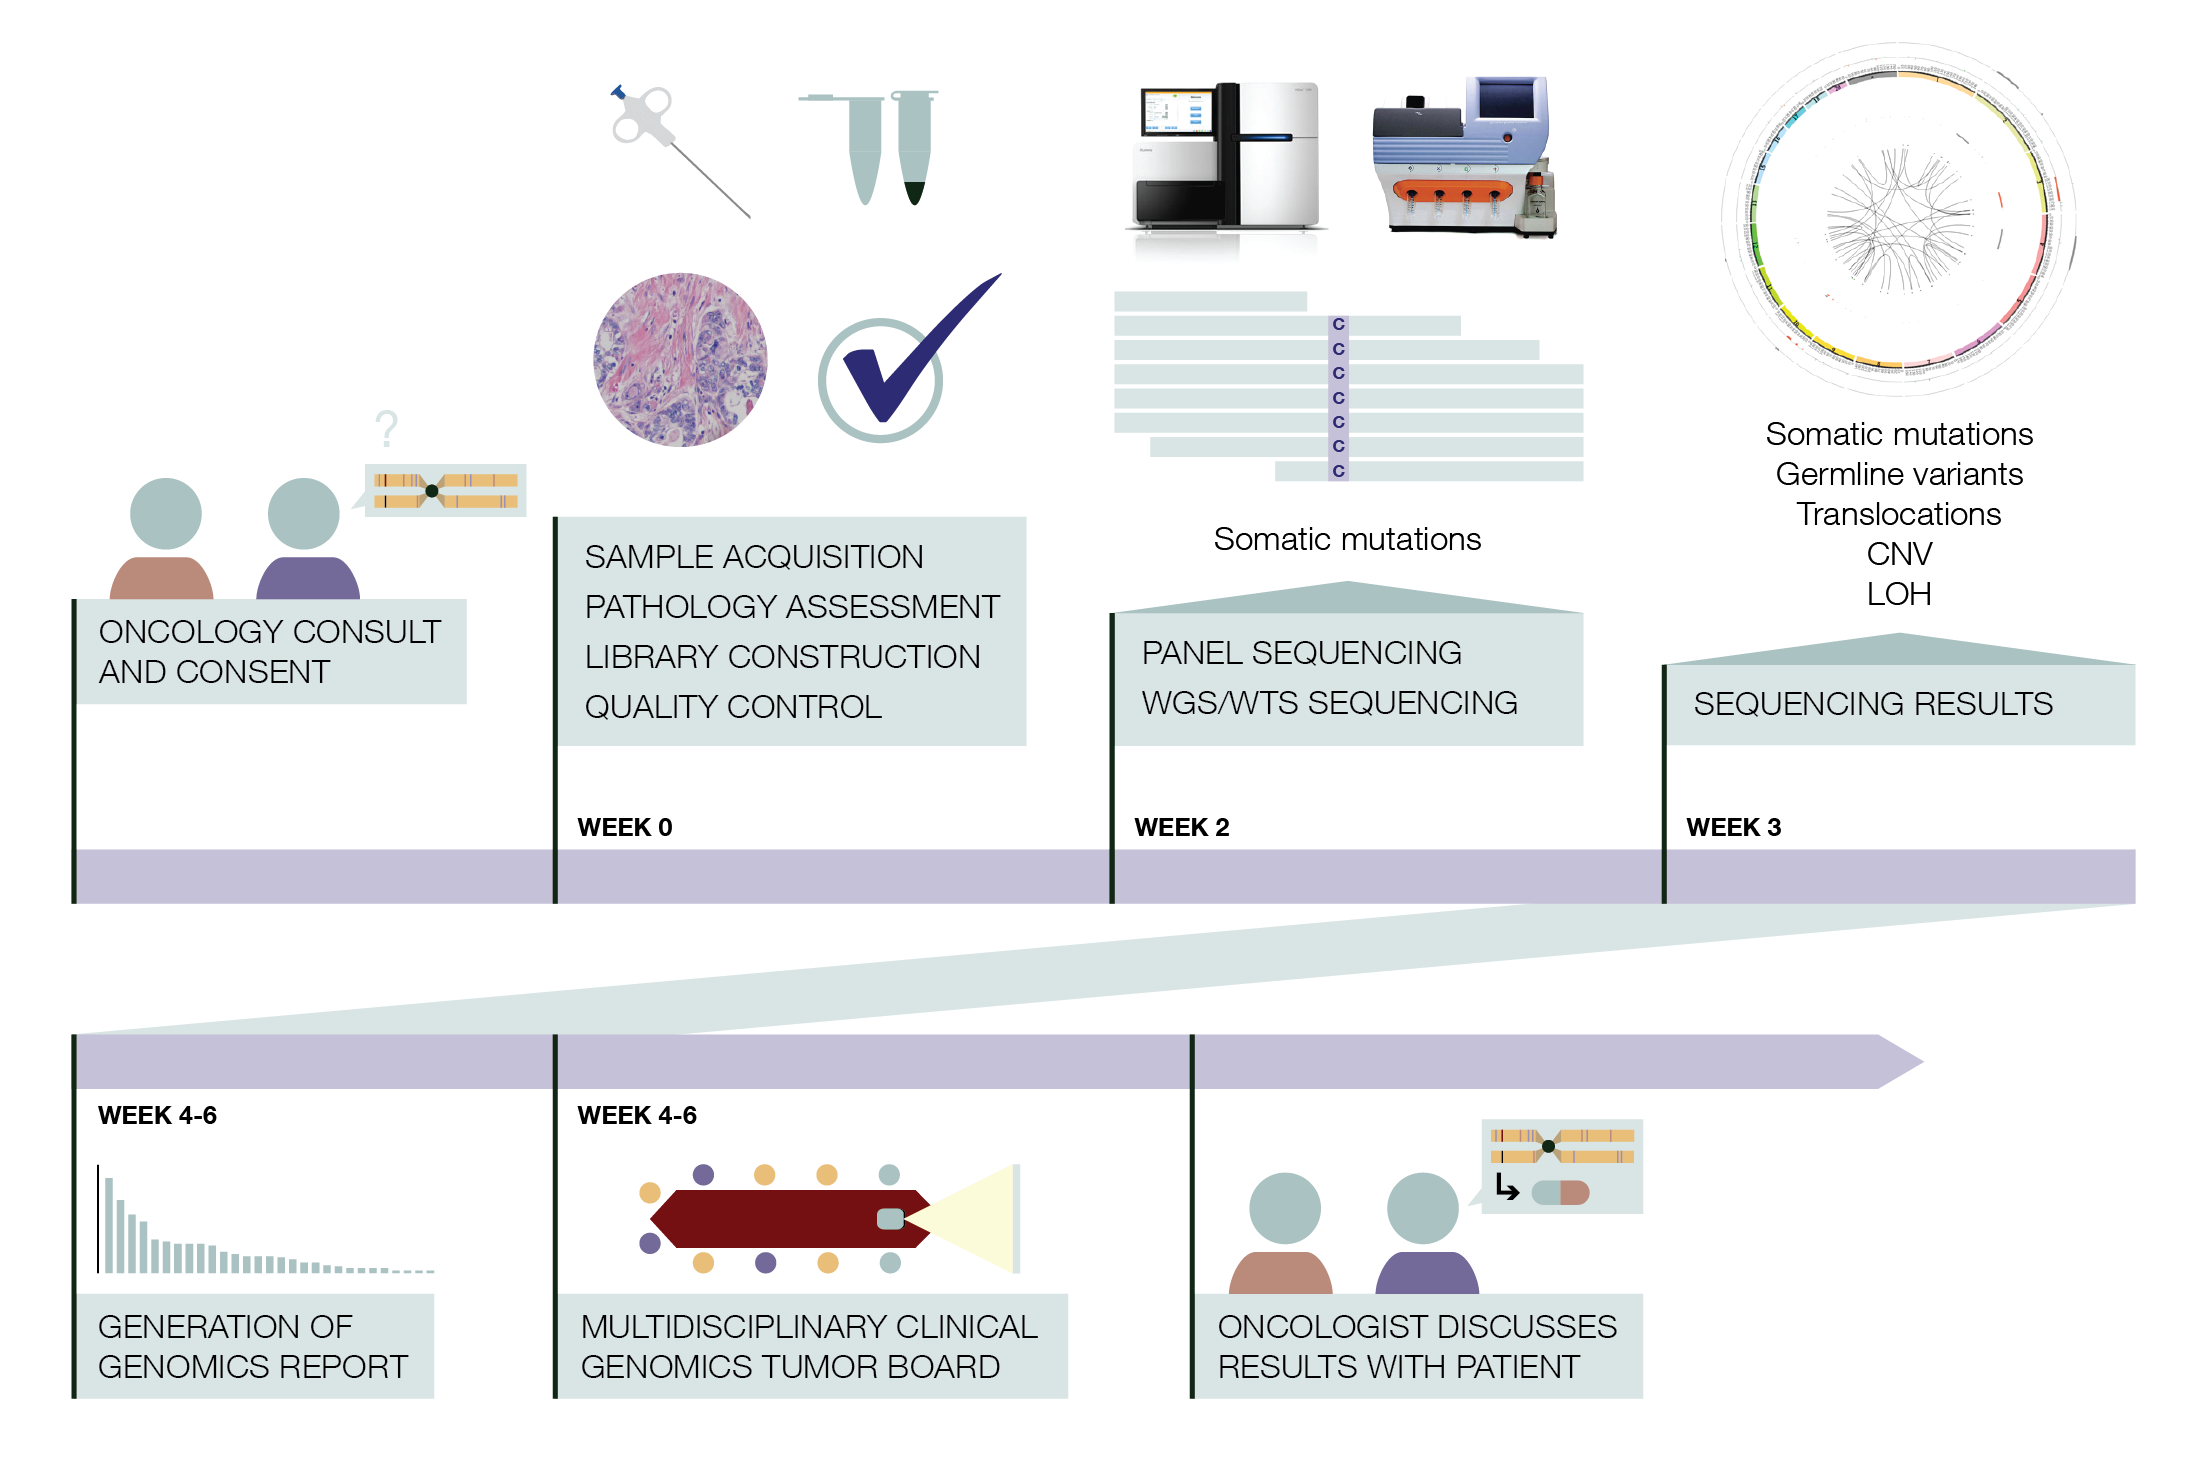 ?
ONCOLOGY CONSULT
AND CONSENT
SAMPLE ACQUISITION
PATHOLOGY ASSESSMENT
LIBRARY CONSTRUCTION
QUALITY CONTROL
WEEK 0
C
C
C
C
C
C
C
Somatic mutations
PANEL SEQUENCING
WGS/WTS SEQUENCING
WEEK 2
Somatic mutations
Germline variants
Translocations
CNV
LOH
SEQUENCING RESULTS
WEEK 3
WEEK 4-6
GENERATION OF
GENOMICS REPORT
WEEK 4-6
MULTIDISCIPLINARY CLINICAL
GENOMICS TUMOR BOARD
ONCOLOGIST DISCUSSES
RESULTS WITH PATIENT